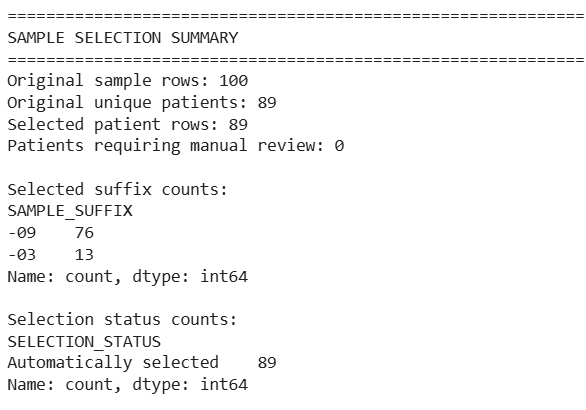 ============================================================
SAMPLE SELECTION SUMMARY
============================================================
Original sample rows: 100
Original unique patients: 89
Selected patient rows: 89
Patients requiring manual review: 0

Selected suffix counts:
SAMPLE_SUFFIX
-09    76
-03    13
Name: count, dtype: int64

Selection status counts:
SELECTION_STATUS
Automatically selected    89
Name: count, dtype: int64